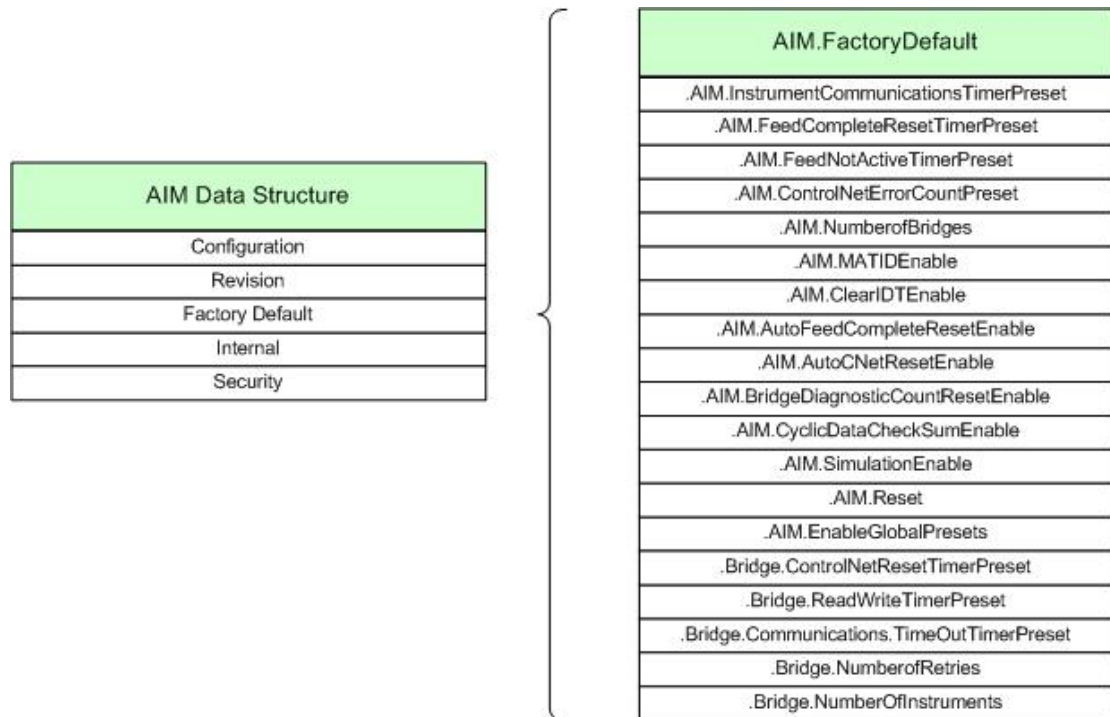 AIM Data Structure
Configuration
Revision
Factory Default
Internal
Security
AIM.FactoryDefault
.AIM.InstrumentCommunicationsTimerPreset
.AIM.FeedCompleteResetTimerPreset
.AIM.FeedNotActiveTimerPreset
.AIM.ControlNetErrorCountPreset
.AIM.NumberofBridges
.AIM.MATIDEnable
.AIM.ClearIDTEnable
.AIM.AutoFeedCompleteResetEnable
.AIM.AutoCNetResetEnable
.AIM.BridgeDiagnosticCountResetEnable
.AIM.CyclicDataCheckSumEnable
.AIM.SimulationEnable
.AIM.Reset
.AIM.EnableGlobalPresets
.Bridge.ControlNetResetTimerPreset
.Bridge.ReadWriteTimerPreset
.Bridge.Communications.TimeOutTimerPreset
.Bridge.NumberofRetries
.Bridge.NumberOfInstruments